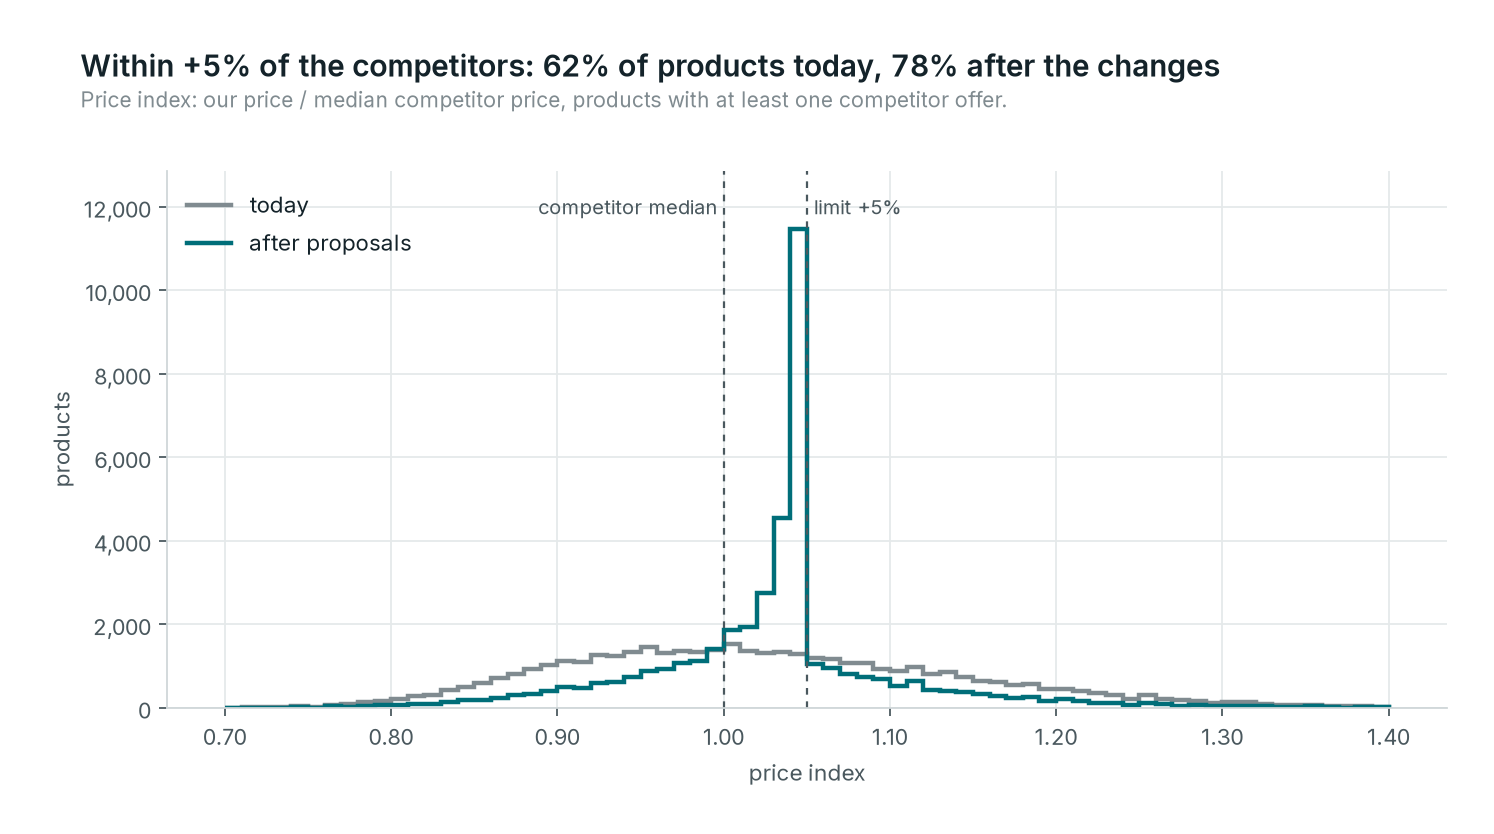 Within +5% of the competitors: 62% of products today, 78% after the changes
Price index: our price / median competitor price, products with at least one competitor offer.
today
after proposals
competitor median
limit +5%
12,000
10,000
8,000
6,000
4,000
2,000
0
products
0.70
0.80
0.90
1.00
1.10
1.20
1.30
1.40
price index